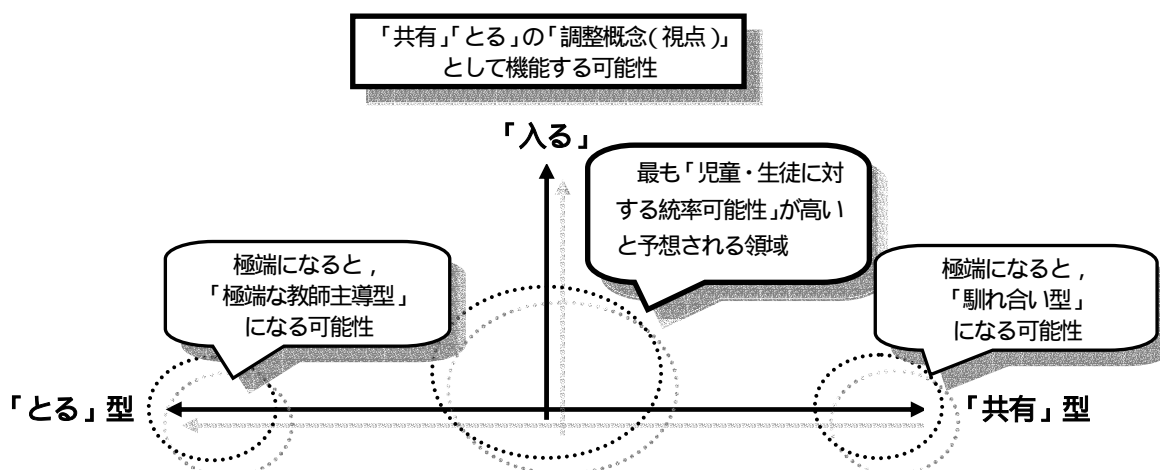 「共有」「とる」の「調整概念(視点)」
として機能する可能性
「入る」
最も「児童・生徒に対
する統率可能性」が高い
と予想される領域
極端になると,
「極端な教師主導型」
になる可能性
極端になると,
「馴れ合い型」
になる可能性
「とる」型
「共有」型